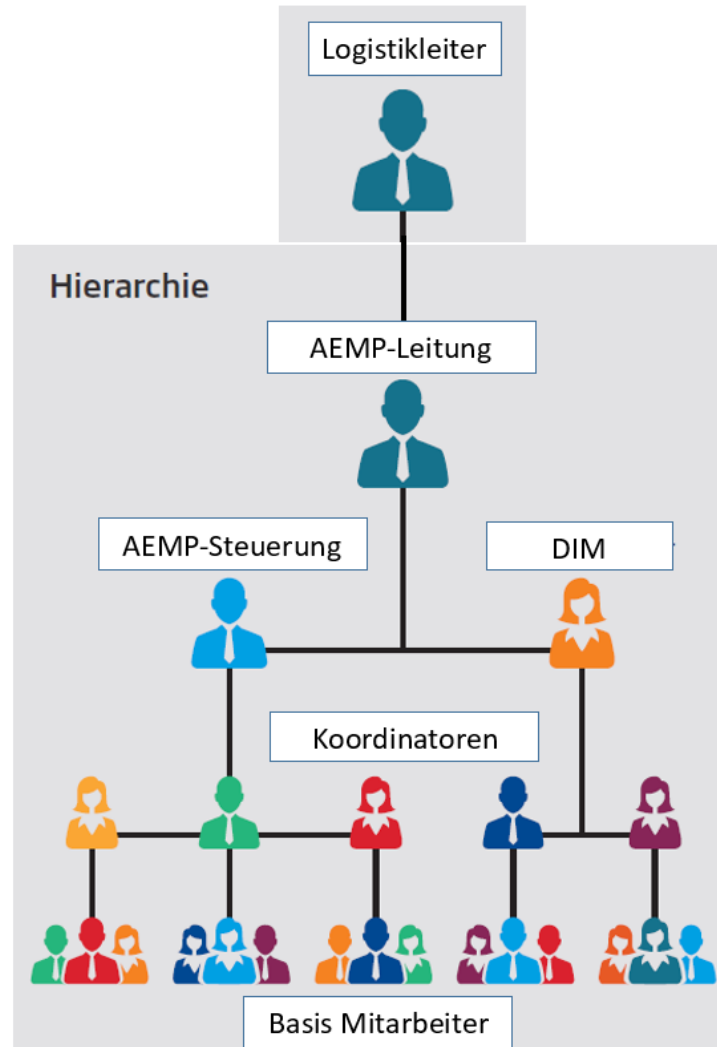 Logistikleiter
Hierarchie
AEMP-Leitung
AEMP-Steuerung
DIM
Koordinatoren
Basis Mitarbeiter